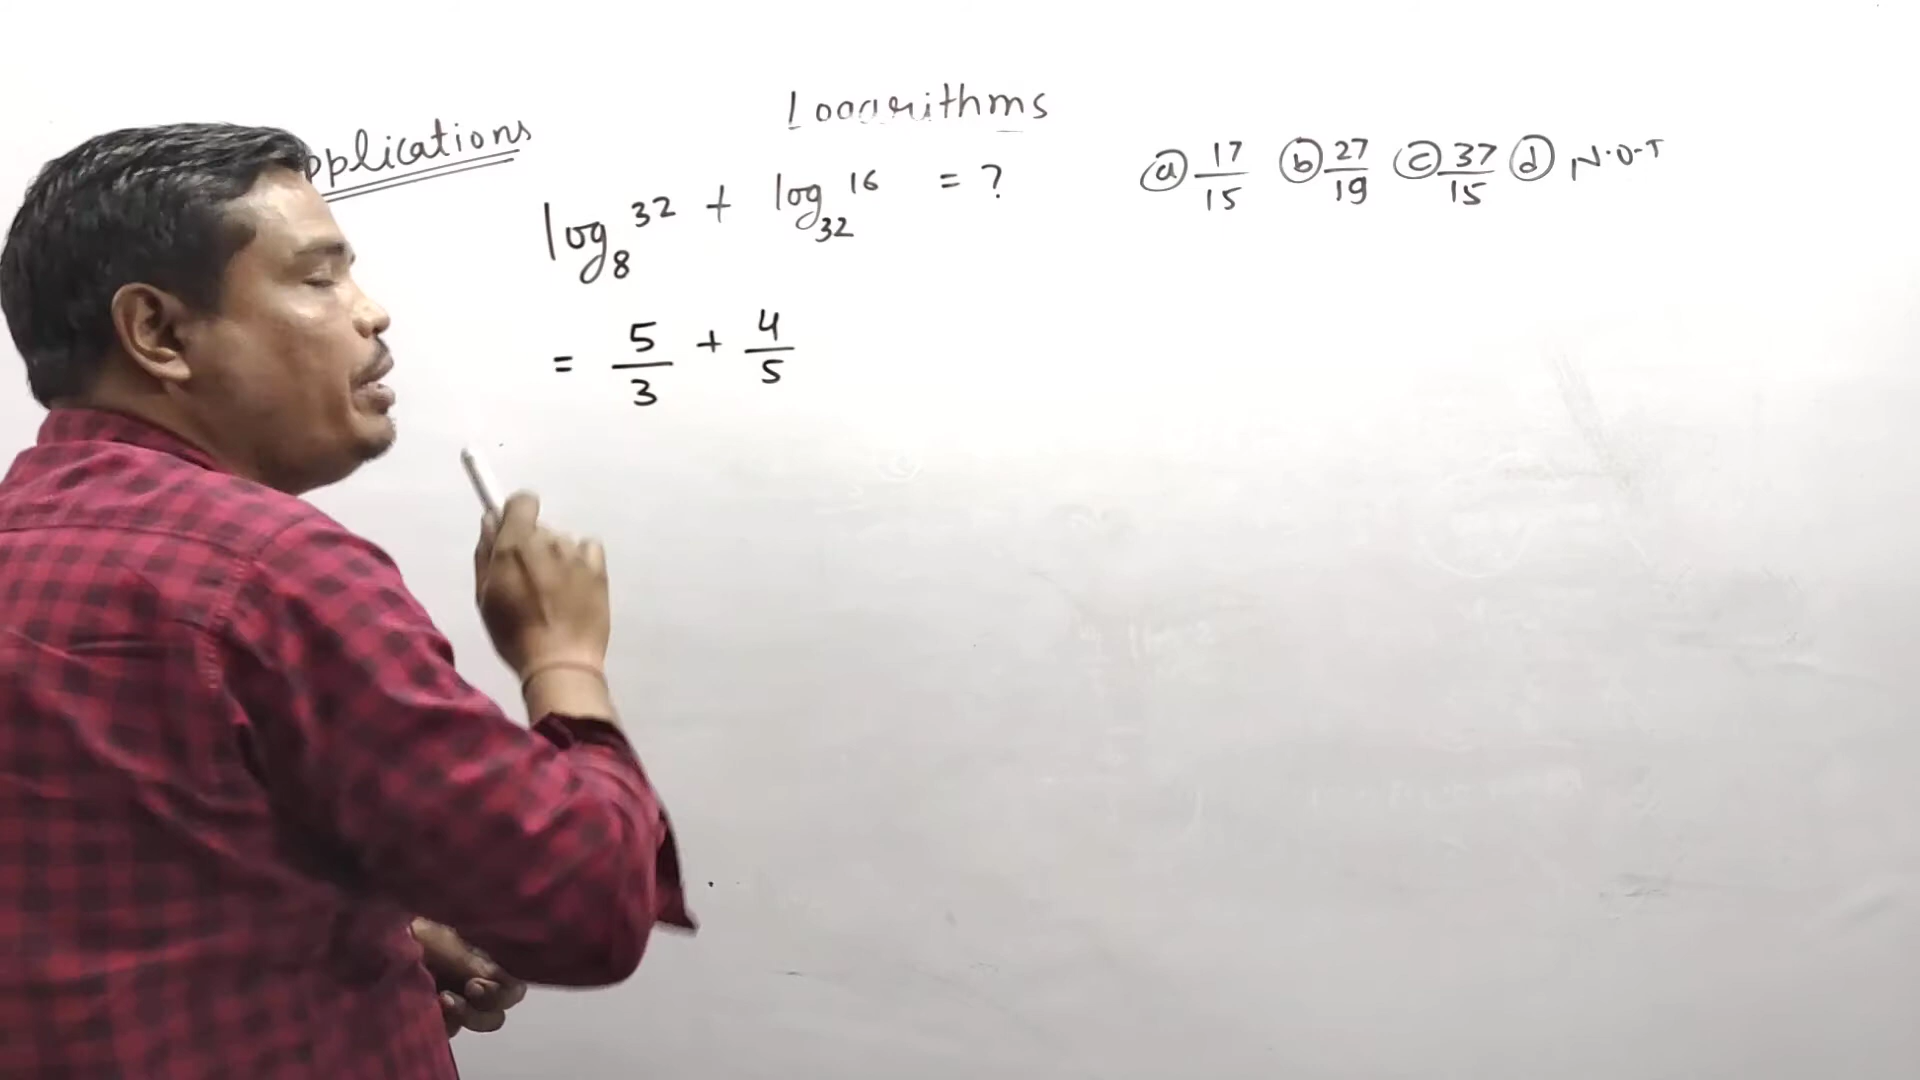 Logarithms
pplications
log₈ 32 + log₃₂ 16 = ?
ⓐ 17/15 ⓑ 27/19 ⓒ 37/15 ⓓ N.O.T
= 5/3 + 4/5